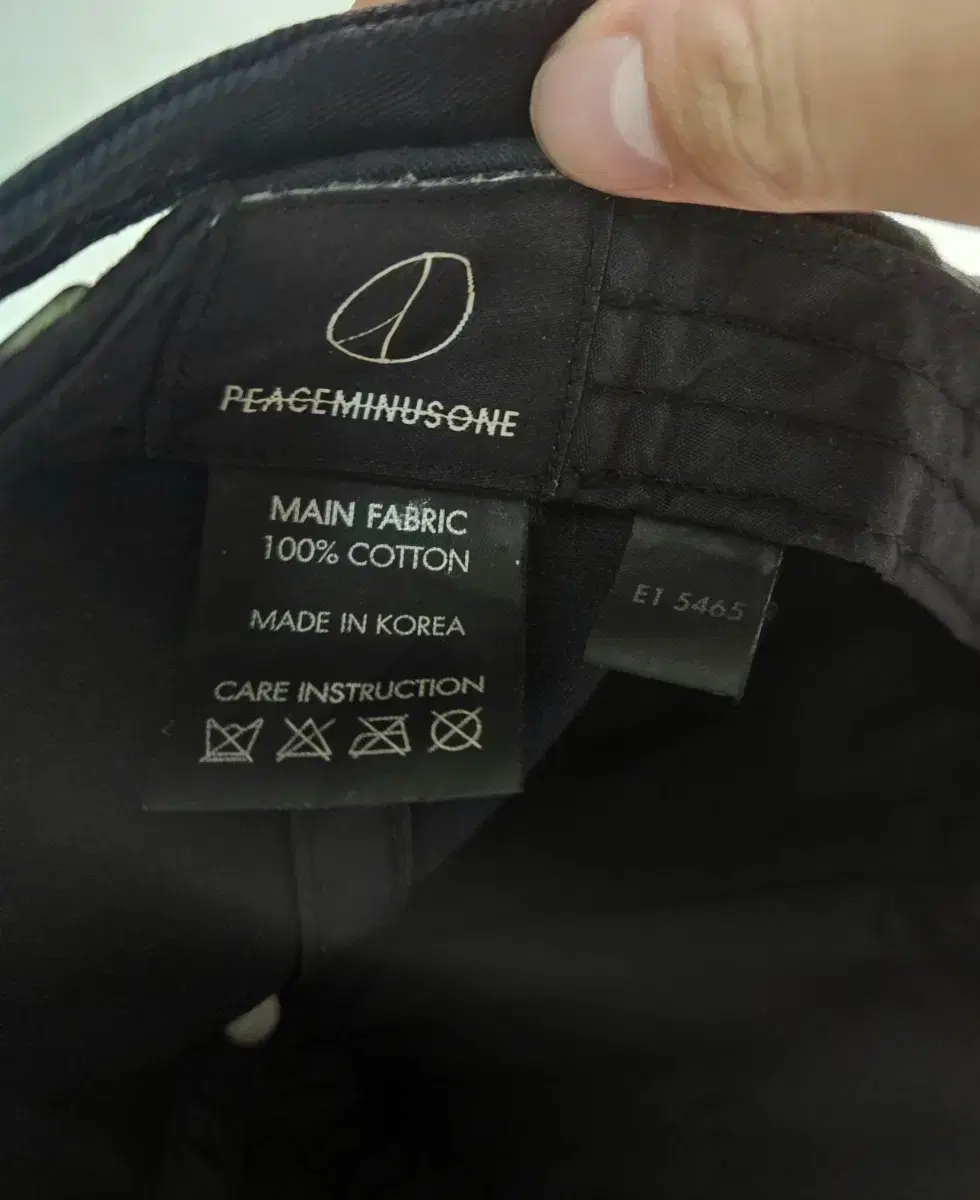 PEACEMINUSONE
MAIN FABRIC
100% COTTON
MADE IN KOREA
CARE INSTRUCTION
E1 5465